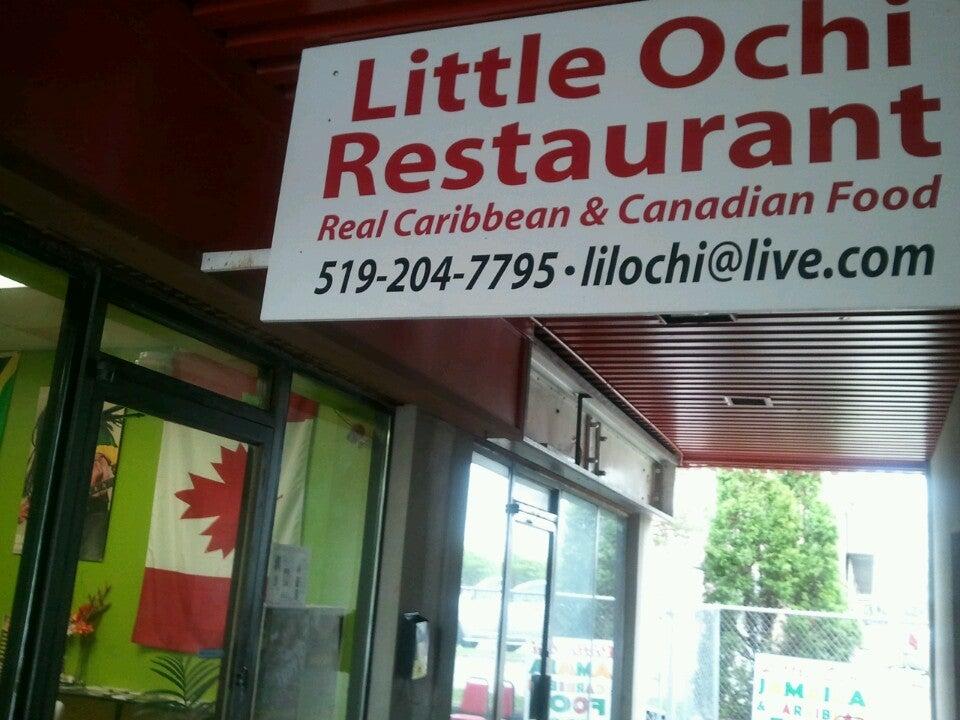 Little Ochi
Restaurant
Real Caribbean & Canadian Food
519-204-7795 • lilochi@live.com